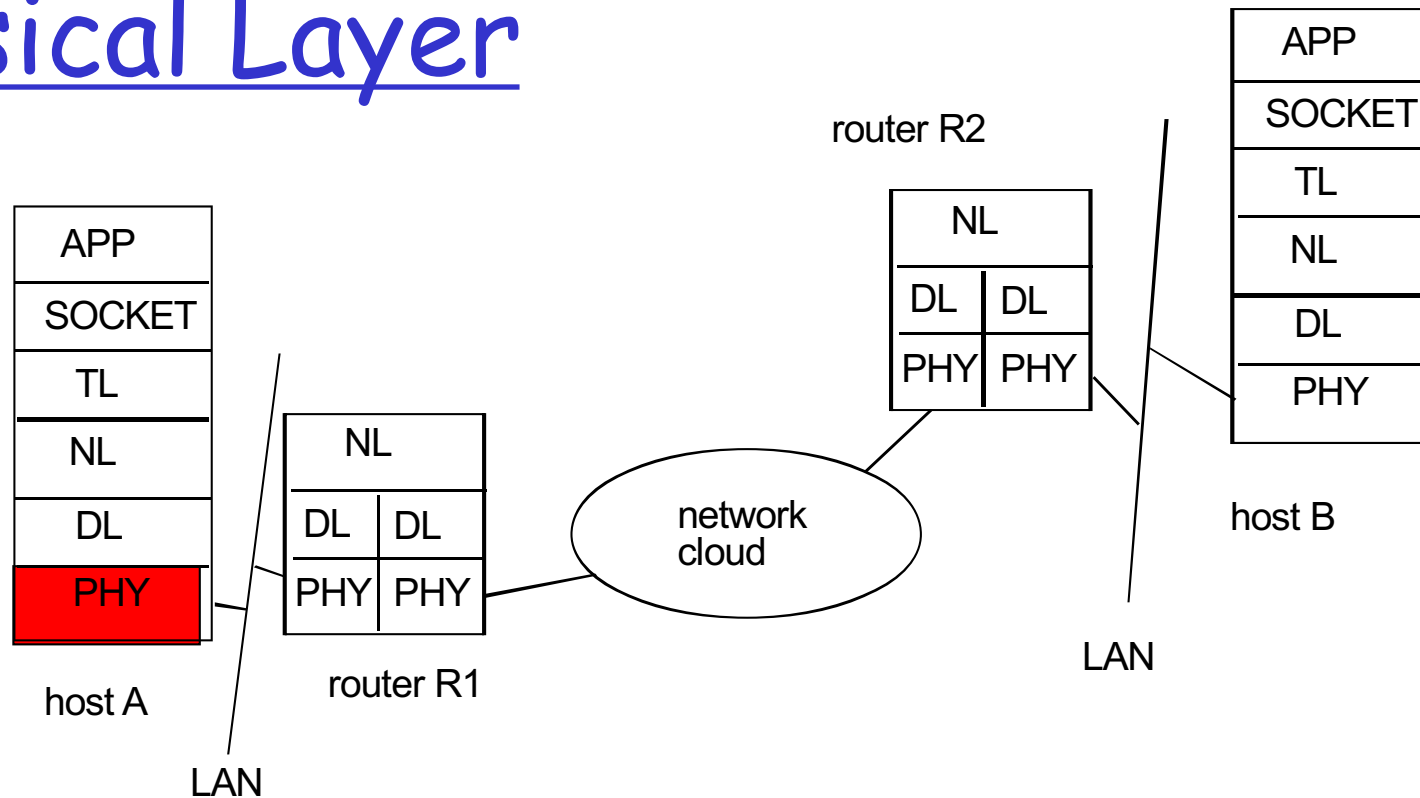 sical Layer
APP
SOCKET
TL
NL
DL
PHY
host A
LAN
NL
DL DL
PHY PHY
router R1
network
cloud
router R2
NL
DL DL
PHY PHY
LAN
APP
SOCKET
TL
NL
DL
PHY
host B